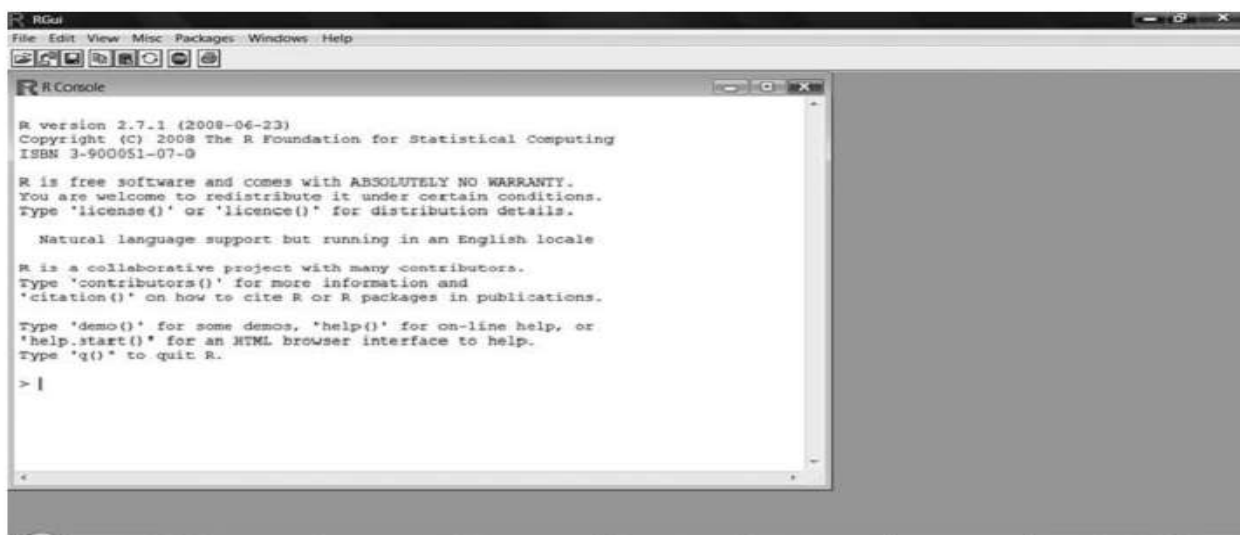 RGui
File Edit View Misc Packages Windows Help
R Console
R version 2.7.1 (2008-06-23)
Copyright (C) 2008 The R Foundation for Statistical Computing
ISBN 3-900051-07-0
R is free software and comes with ABSOLUTELY NO WARRANTY.
You are welcome to redistribute it under certain conditions.
Type 'license()' or 'licence()' for distribution details.
Natural language support but running in an English locale
R is a collaborative project with many contributors.
Type 'contributors()' for more information and
'citation()' on how to cite R or R packages in publications.
Type 'demo()' for some demos, 'help()' for on-line help, or
'help.start()' for an HTML browser interface to help.
Type 'q()' to quit R.
>